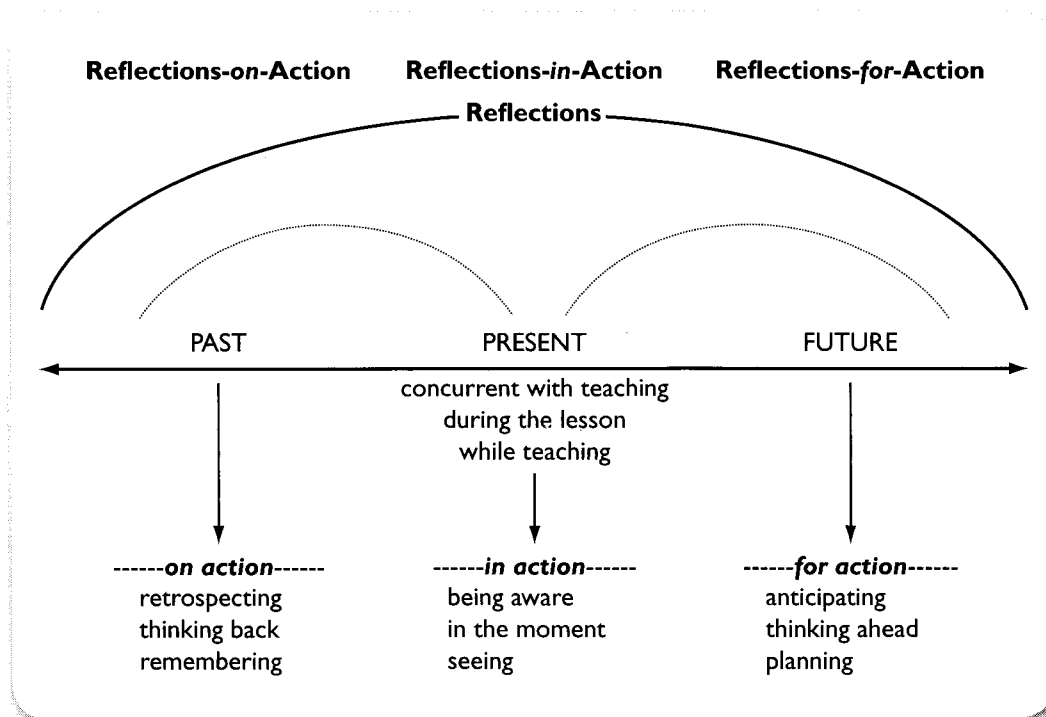 Reflections-on-Action Reflections-in-Action Reflections-for-Action
Reflections
PAST PRESENT FUTURE
concurrent with teaching
during the lesson
while teaching
------on action------ ------in action------ ------for action------
retrospecting being aware anticipating
thinking back in the moment thinking ahead
remembering seeing planning